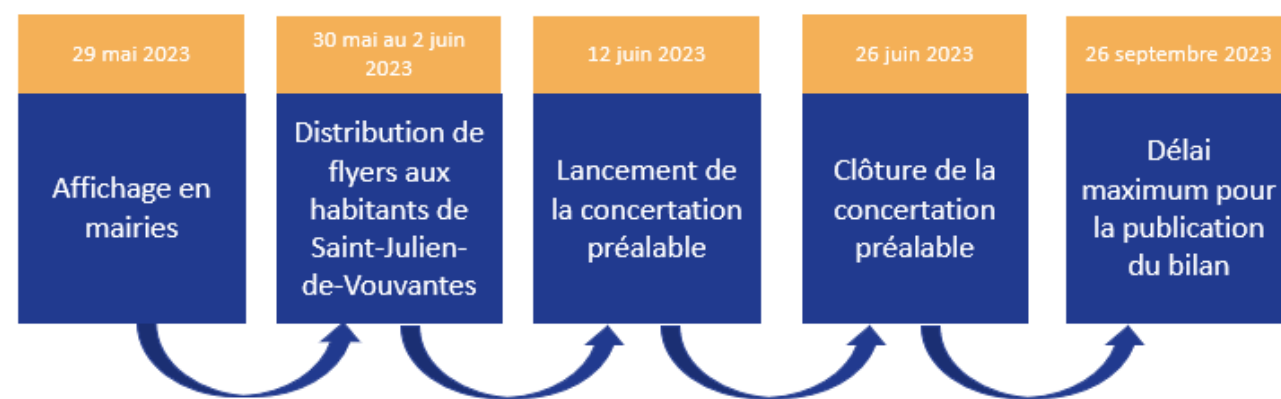 29 mai 2023
Affichage en
mairies
30 mai au 2 juin
2023
Distribution de
flyers aux
habitants de
Saint-Julien-
de-Vouvantes
12 juin 2023
Lancement de
la concertation
préalable
26 juin 2023
Clôture de la
concertation
préalable
26 septembre 2023
Délai
maximum pour
la publication
du bilan